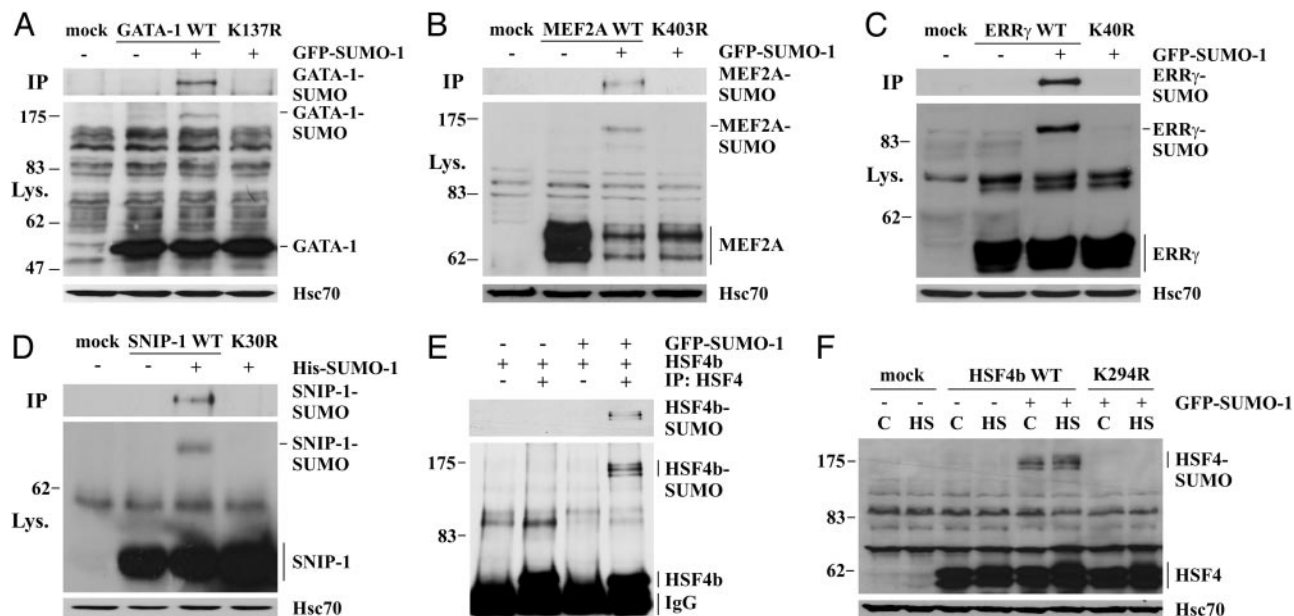 A
mock GATA-1 WT K137R
- - + + GFP-SUMO-1
IP GATA-1-
SUMO
175 GATA-1-
SUMO
83
Lys.
62
GATA-1
47
Hsc70
B
mock MEF2A WT K403R
- - + + GFP-SUMO-1
IP MEF2A-
SUMO
175 MEF2A-
SUMO
Lys.
83
MEF2A
62
Hsc70
C
mock ERRγ WT K40R
- - + + GFP-SUMO-1
IP ERRγ-
SUMO
83 ERRγ-
SUMO
Lys.
62
ERRγ
Hsc70
D
mock SNIP-1 WT K30R
- - + + His-SUMO-1
IP SNIP-1-
SUMO
SNIP-1-
SUMO
62
Lys.
SNIP-1
Hsc70
E
- - + + GFP-SUMO-1
+ + + + HSF4b
- + - + IP: HSF4
HSF4b-
SUMO
175 HSF4b-
SUMO
83
HSF4b
IgG
F
mock HSF4b WT K294R
- - - - + + + + GFP-SUMO-1
C HS C HS C HS C HS
175 HSF4-
SUMO
83
62 HSF4
Hsc70